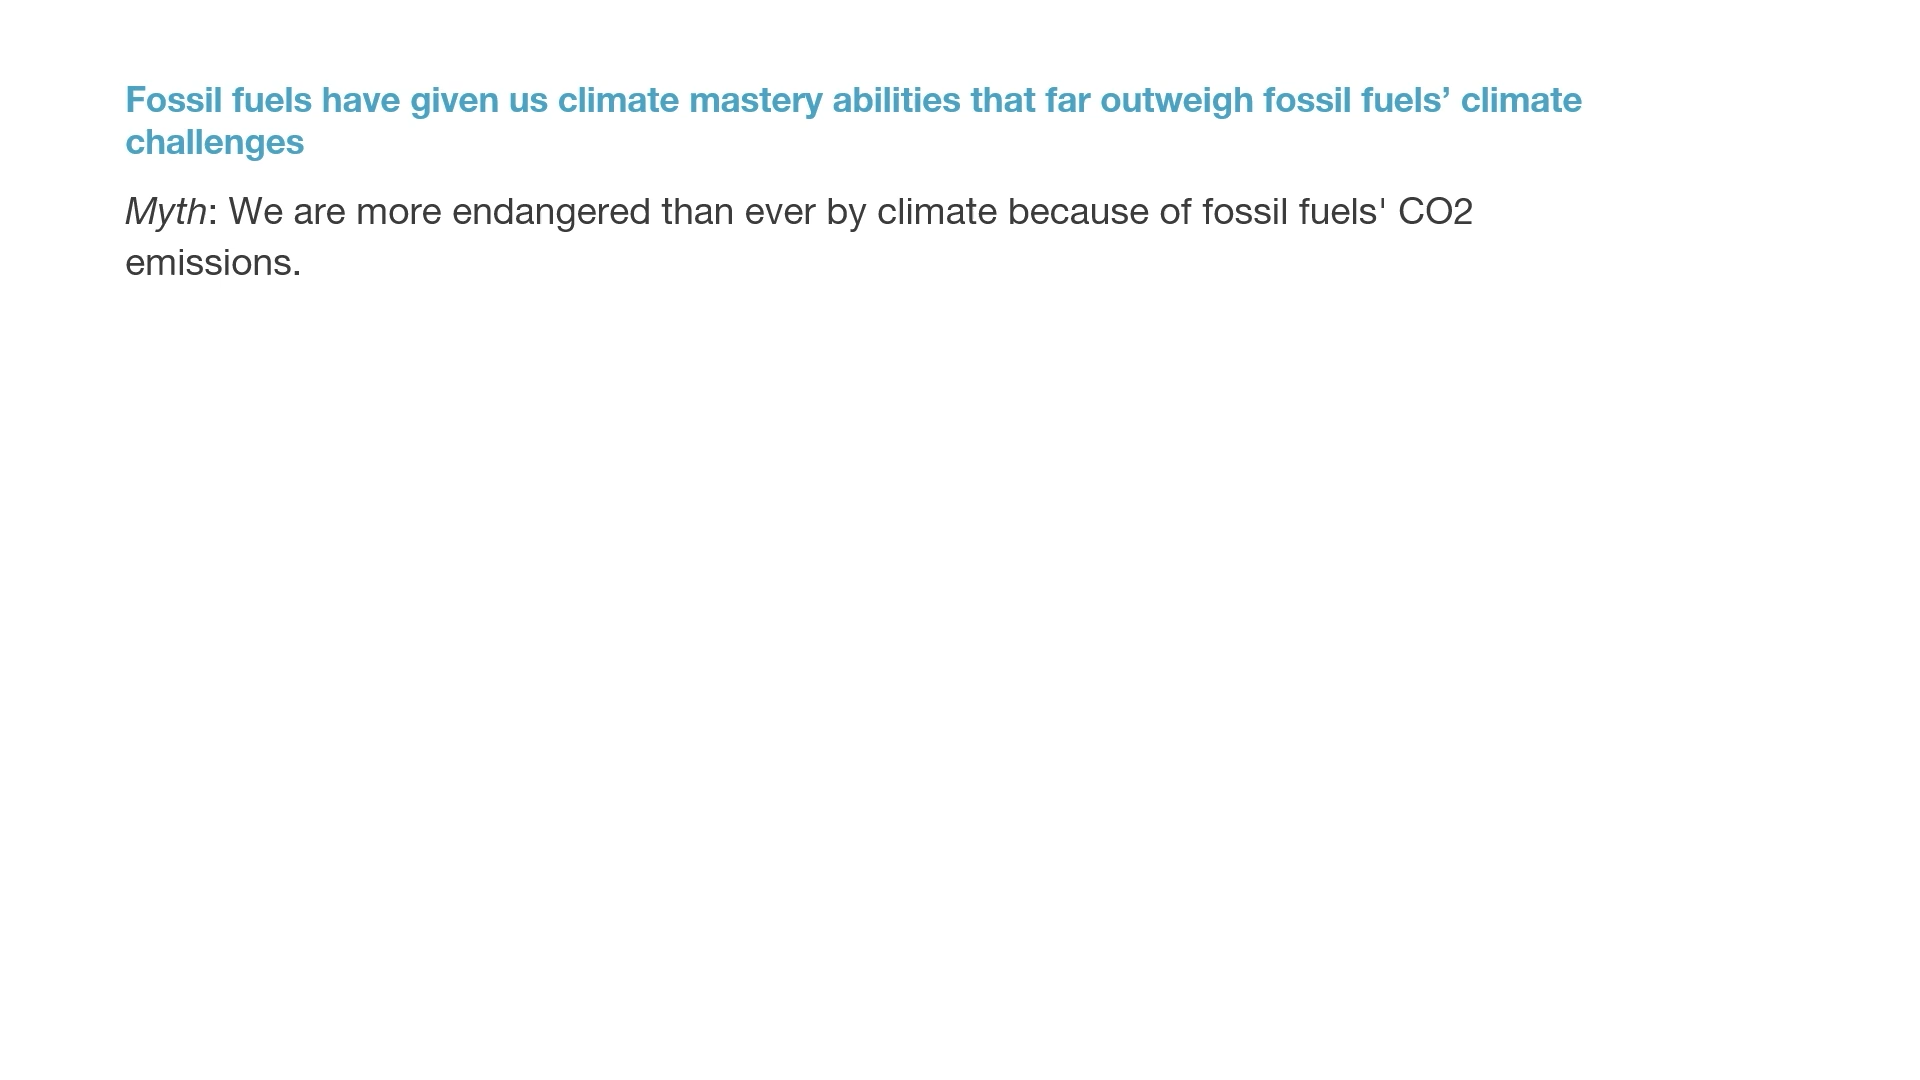 Fossil fuels have given us climate mastery abilities that far outweigh fossil fuels’ climate
challenges
Myth: We are more endangered than ever by climate because of fossil fuels' CO2
emissions.